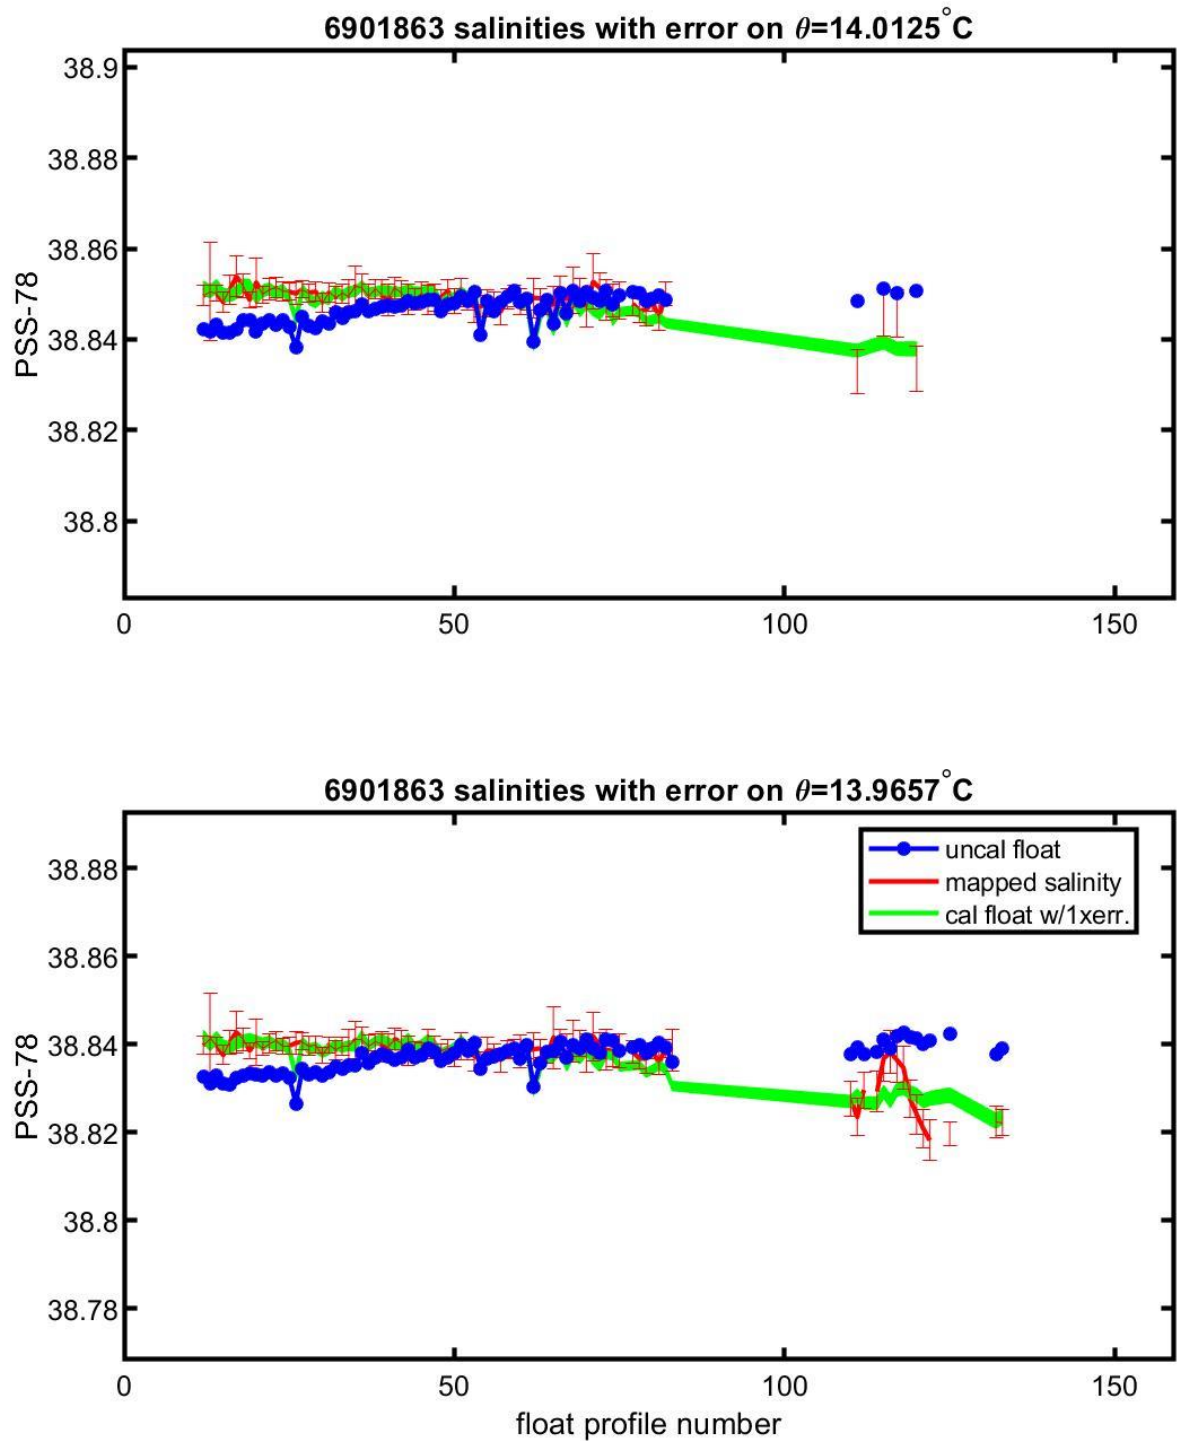 6901863 salinities with error on θ=14.0125°C
38.9
38.88
38.86
38.84
38.82
38.8
PSS-78
0 50 100 150
6901863 salinities with error on θ=13.9657°C
uncal float
mapped salinity
cal float w/1xerr.
38.88
38.86
38.84
38.82
38.8
38.78
PSS-78
0 50 100 150
float profile number